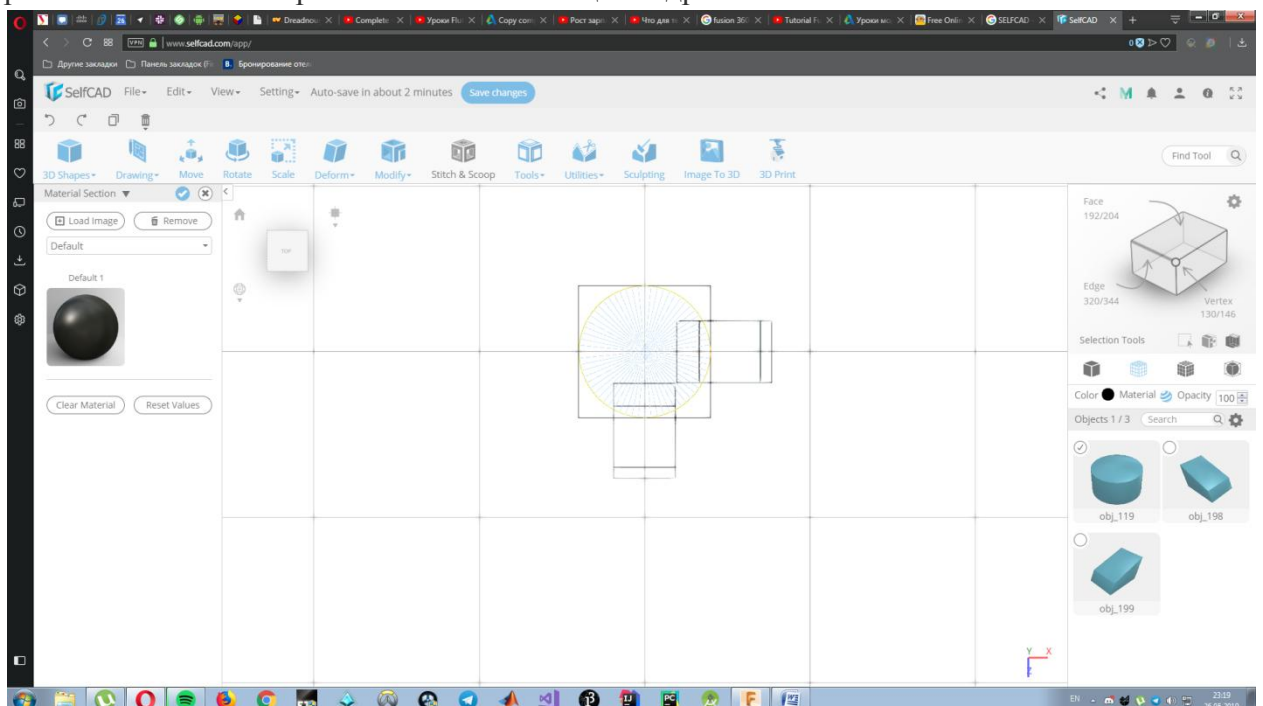 Dreadnou
Complete
Уроки Flu
Copy com
Рост зарп
Что для т
fusion 360
Tutorial Fu
Уроки мо
Free Onlin
SELFCAD
SelfCAD
VPN
www.selfcad.com/app/
Другие закладки
Панель закладок (Fi
Бронирование отел
SelfCAD
File
Edit
View
Setting
Auto-save in about 2 minutes
Save changes
3D Shapes
Drawing
Move
Rotate
Scale
Deform
Modify
Stitch & Scoop
Tools
Utilities
Sculpting
Image To 3D
3D Print
Find Tool
Material Section
Load Image
Remove
Default
Default 1
Clear Material
Reset Values
TOP
Face
192/204
Edge
320/344
Vertex
130/146
Selection Tools
Color
Material
Opacity
100
Objects 1 / 3
Search
obj_119
obj_198
obj_199
Y
X
Z
EN
23:19